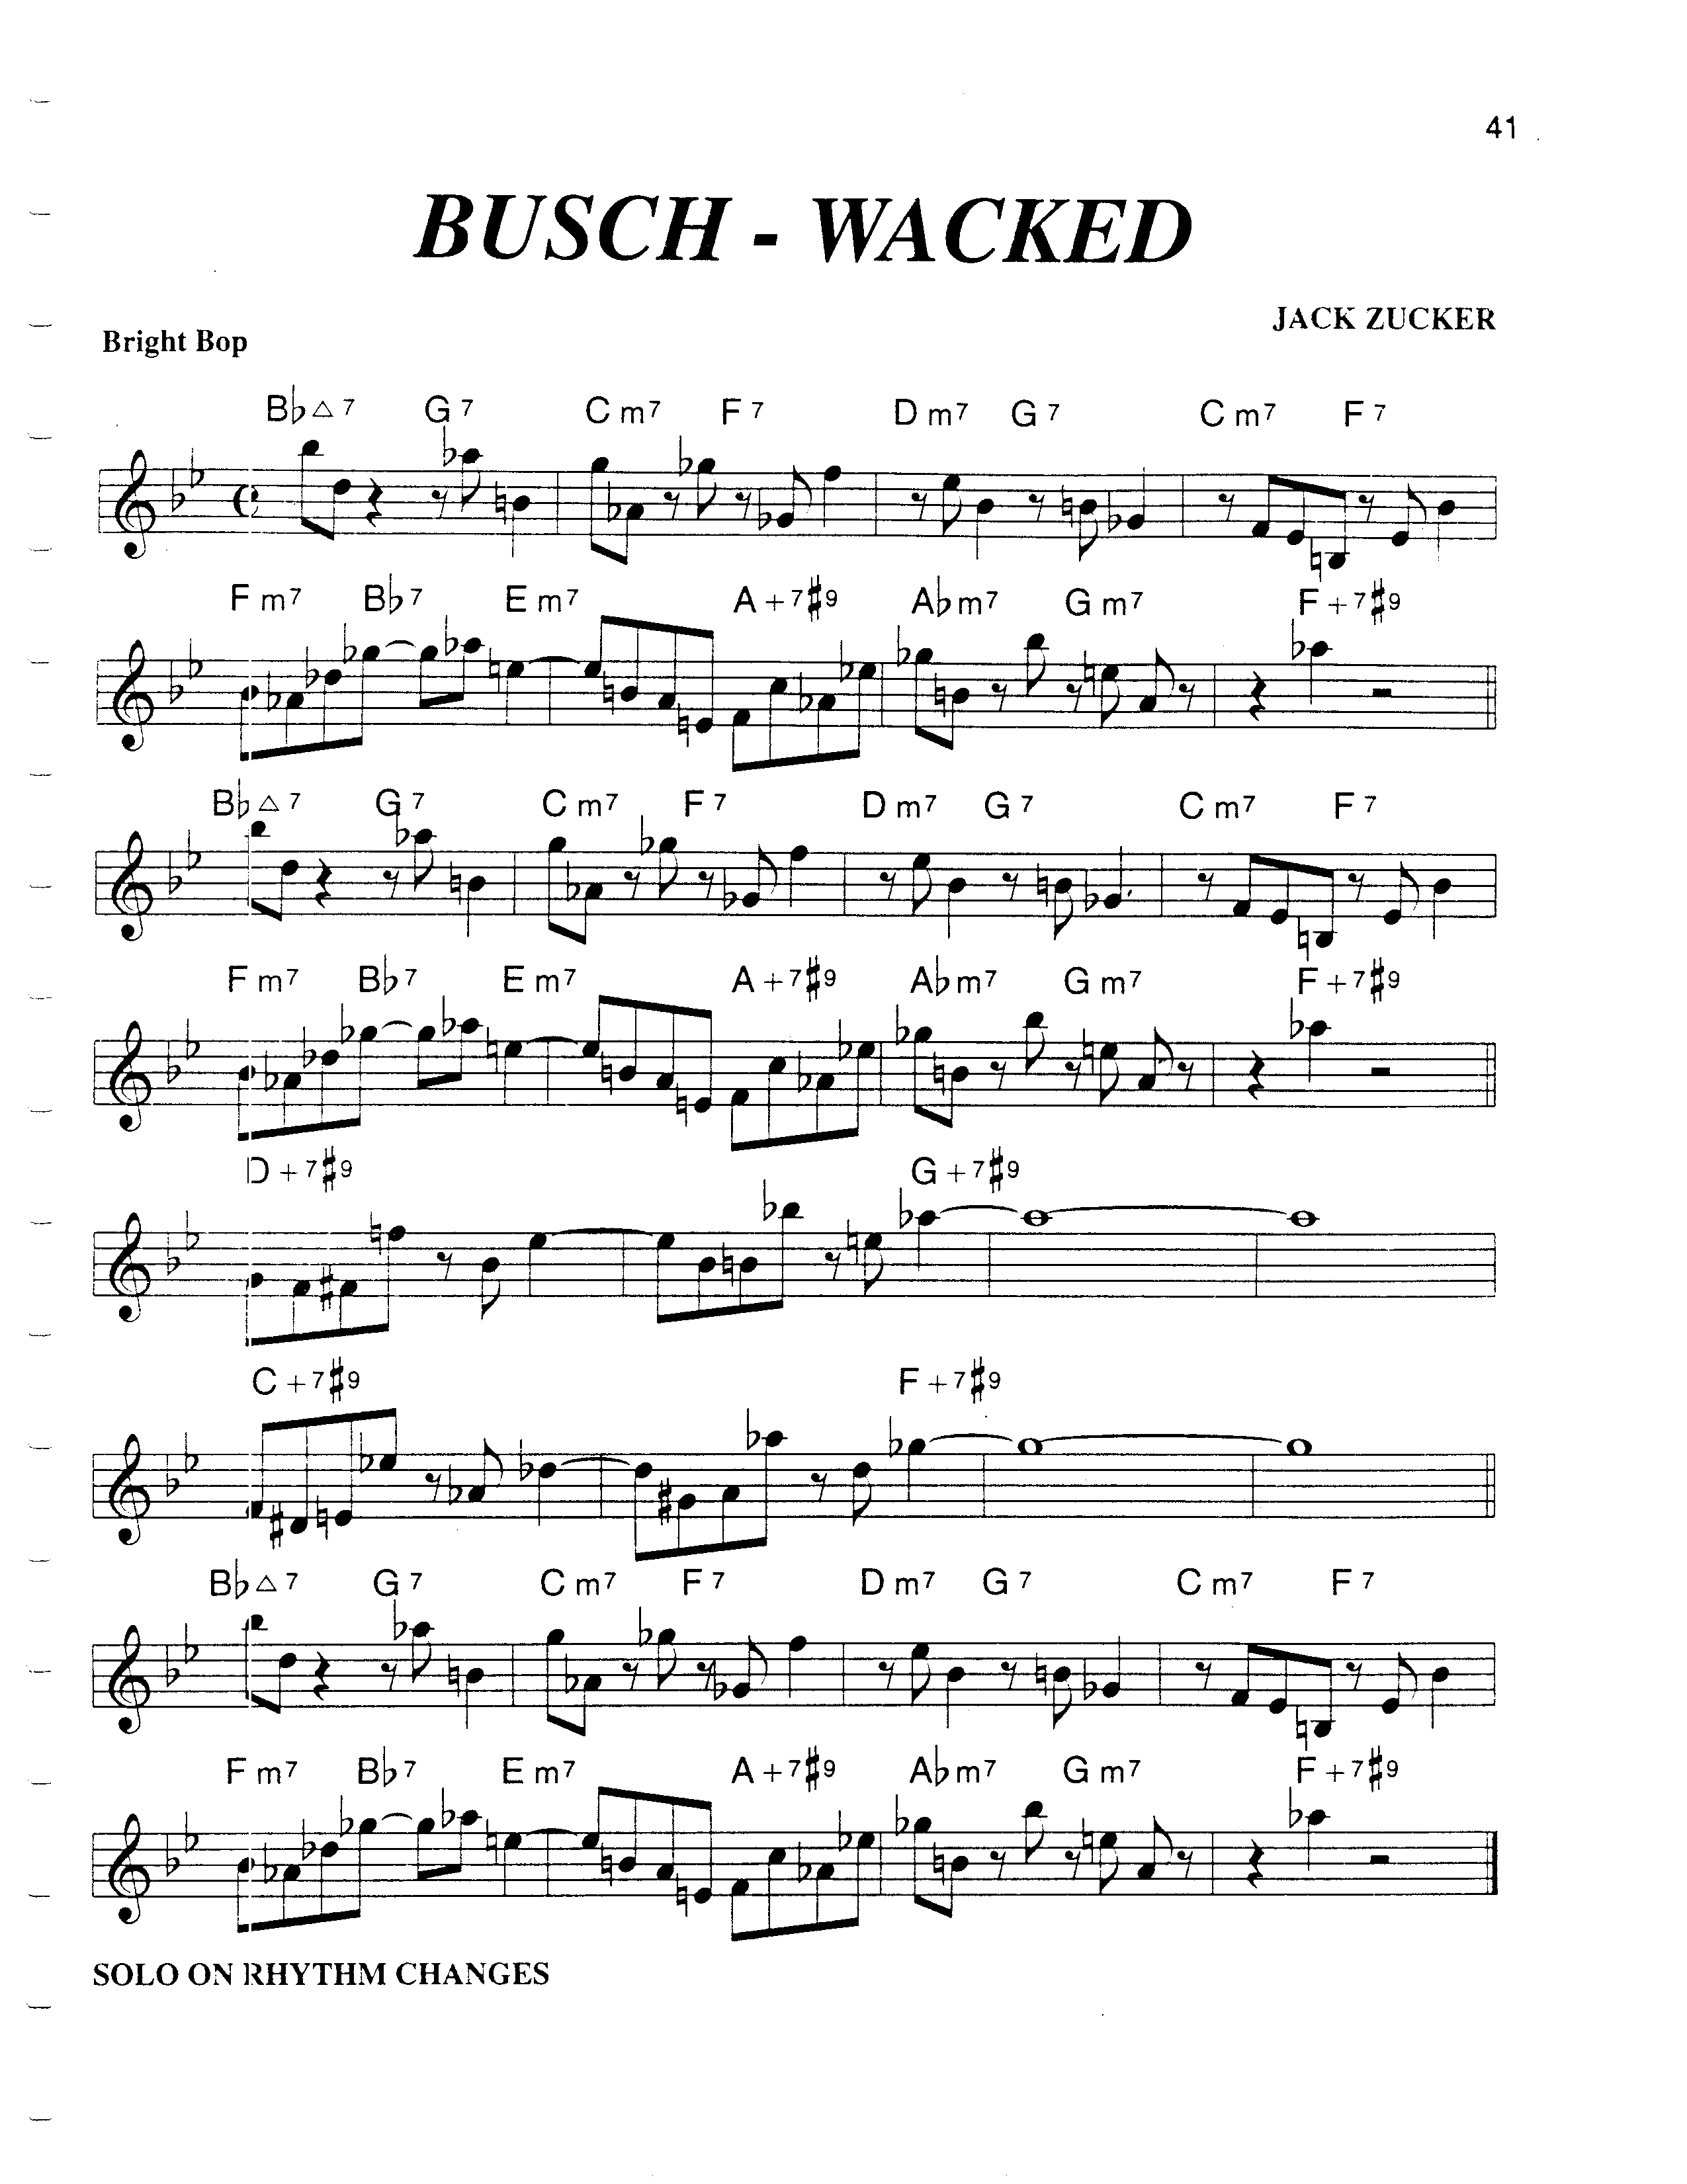 41
BUSCH - WACKED
JACK ZUCKER
Bright Bop
B♭△7 G7 Cm7 F7 Dm7 G7 Cm7 F7
Fm7 B♭7 Em7 A+7♯9 A♭m7 Gm7 F+7♯9
B♭△7 G7 Cm7 F7 Dm7 G7 Cm7 F7
Fm7 B♭7 Em7 A+7♯9 A♭m7 Gm7 F+7♯9
D+7♯9 G+7♯9
C+7♯9 F+7♯9
B♭△7 G7 Cm7 F7 Dm7 G7 Cm7 F7
Fm7 B♭7 Em7 A+7♯9 A♭m7 Gm7 F+7♯9
SOLO ON RHYTHM CHANGES